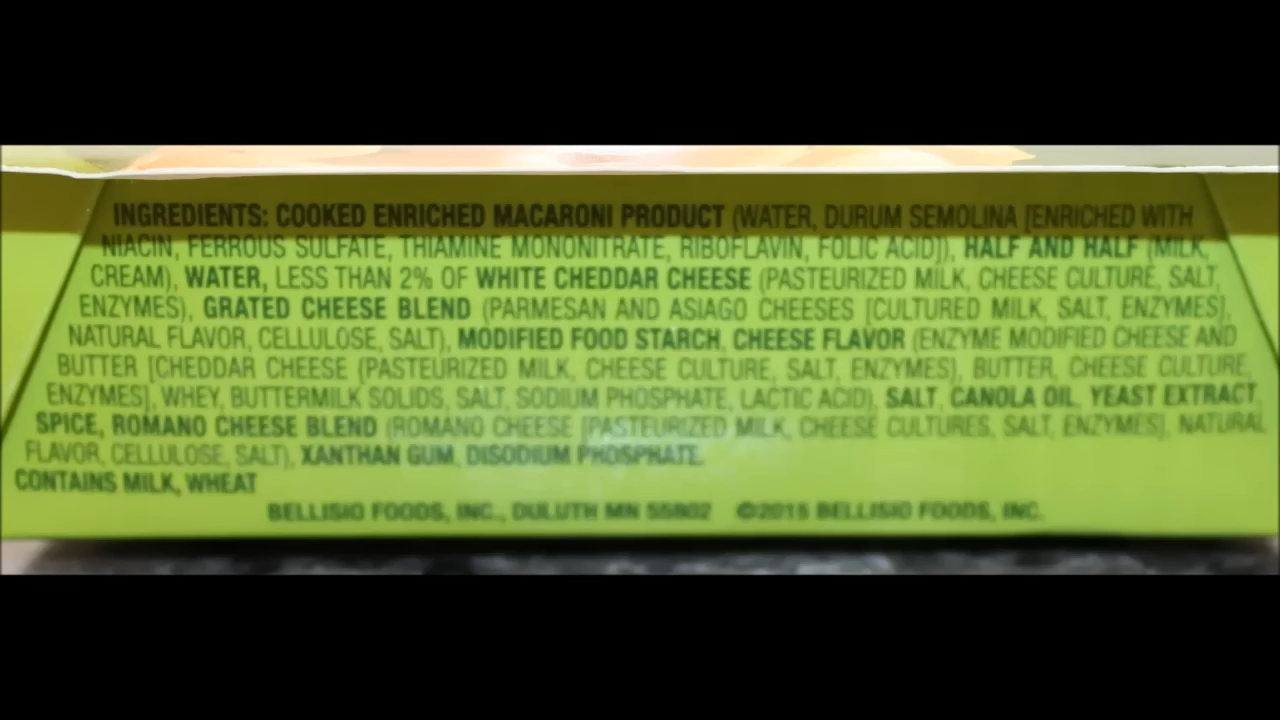 INGREDIENTS: COOKED ENRICHED MACARONI PRODUCT (WATER, DURUM SEMOLINA [ENRICHED WITH
NIACIN, FERROUS SULFATE, THIAMINE MONONITRATE, RIBOFLAVIN, FOLIC ACID]), HALF AND HALF (MILK,
CREAM), WATER, LESS THAN 2% OF WHITE CHEDDAR CHEESE (PASTEURIZED MILK, CHEESE CULTURE, SALT,
ENZYMES), GRATED CHEESE BLEND (PARMESAN AND ASIAGO CHEESES [CULTURED MILK, SALT, ENZYMES],
NATURAL FLAVOR, CELLULOSE, SALT), MODIFIED FOOD STARCH, CHEESE FLAVOR (ENZYME MODIFIED CHEESE AND
BUTTER [CHEDDAR CHEESE (PASTEURIZED MILK, CHEESE CULTURE, SALT, ENZYMES), BUTTER, CHEESE CULTURE,
ENZYMES], WHEY, BUTTERMILK SOLIDS, SALT, SODIUM PHOSPHATE, LACTIC ACID), SALT, CANOLA OIL, YEAST EXTRACT,
SPICE, ROMANO CHEESE BLEND (ROMANO CHEESE [PASTEURIZED MILK, CHEESE CULTURES, SALT, ENZYMES], NATURAL
FLAVOR, CELLULOSE, SALT), XANTHAN GUM, DISODIUM PHOSPHATE.
CONTAINS MILK, WHEAT
BELLISIO FOODS, INC., DULUTH MN 55802 ©2015 BELLISIO FOODS, INC.